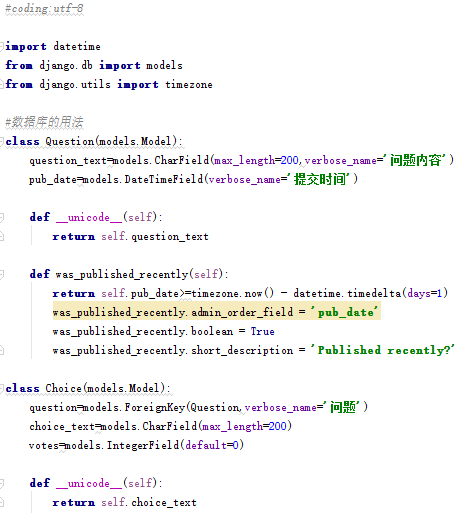 #coding:utf-8
import datetime
from django.db import models
from django.utils import timezone
#数据库的用法
class Question(models.Model):
    question_text=models.CharField(max_length=200,verbose_name='问题内容')
    pub_date=models.DateTimeField(verbose_name='提交时间')
    def __unicode__(self):
        return self.question_text
    def was_published_recently(self):
        return self.pub_date>=timezone.now() - datetime.timedelta(days=1)
        was_published_recently.admin_order_field = 'pub_date'
        was_published_recently.boolean = True
        was_published_recently.short_description = 'Published recently?'
class Choice(models.Model):
    question=models.ForeignKey(Question,verbose_name='问题')
    choice_text=models.CharField(max_length=200)
    votes=models.IntegerField(default=0)
    def __unicode__(self):
        return self.choice_text